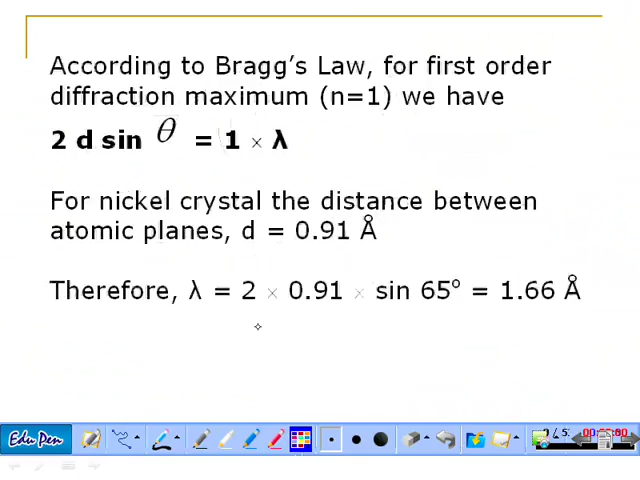 According to Bragg's Law, for first order
diffraction maximum (n=1) we have
2 d sin θ = 1 × λ
For nickel crystal the distance between
atomic planes, d = 0.91 Å
Therefore, λ = 2 × 0.91 × sin 65° = 1.66 Å
Edu Pen